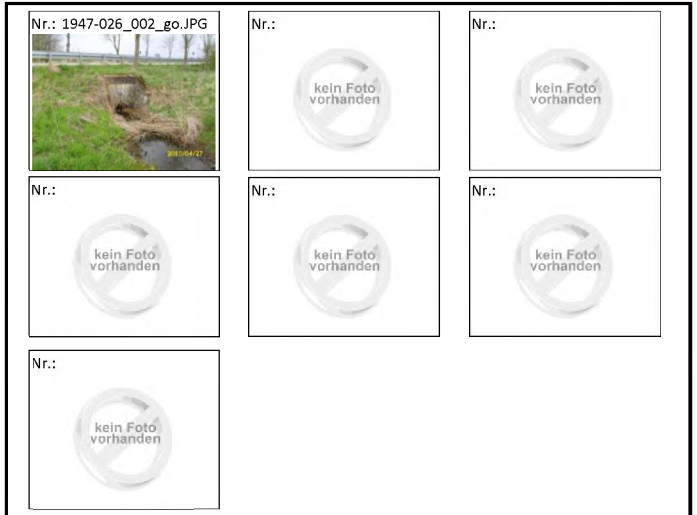 Nr.: 1947-026_002_go.JPG
2010/04/27
Nr.:
kein Foto
vorhanden
Nr.:
kein Foto
vorhanden
Nr.:
kein Foto
vorhanden
Nr.:
kein Foto
vorhanden
Nr.:
kein Foto
vorhanden
Nr.:
kein Foto
vorhanden